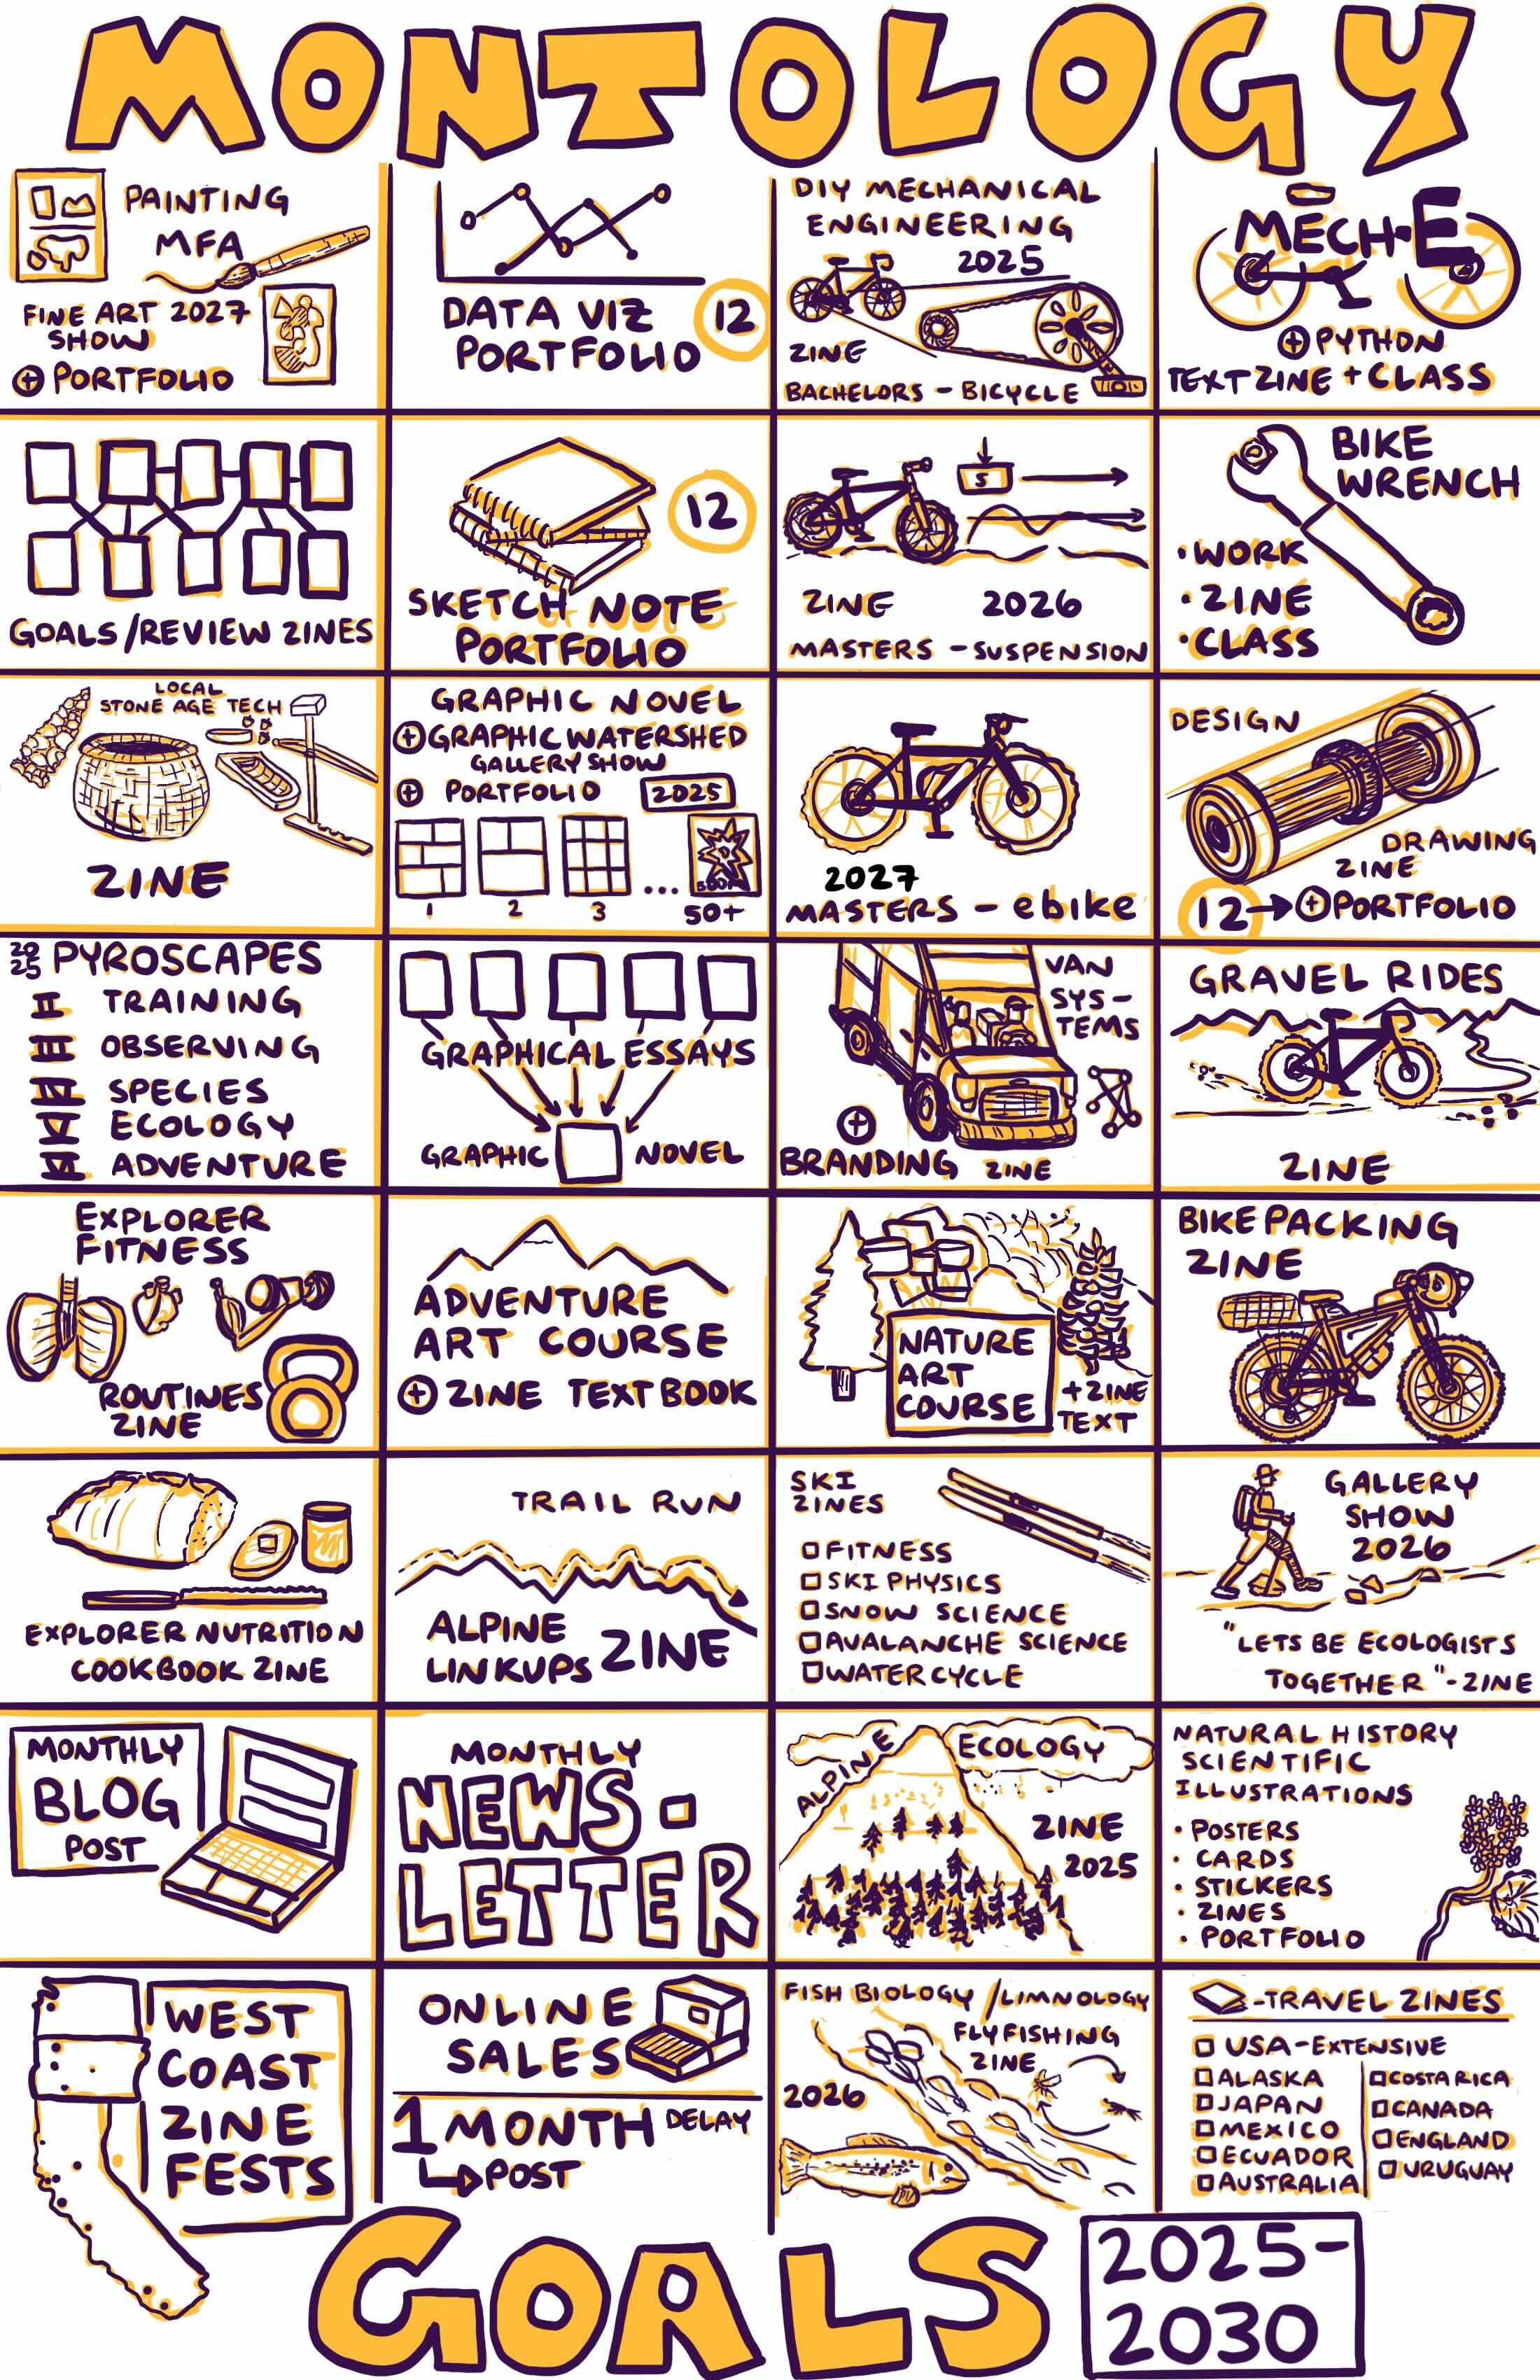 MONTOLOGY
PAINTING
MFA
FINE ART 2027
SHOW
+ PORTFOLIO
DATA VIZ
PORTFOLIO
12
DIY MECHANICAL
ENGINEERING
2025
ZINE
BACHELORS - BICYCLE
MECH-E
+ PYTHON
TEXTZINE + CLASS
GOALS/REVIEW ZINES
12
SKETCH NOTE
PORTFOLIO
S
ZINE 2026
MASTERS - SUSPENSION
BIKE
WRENCH
• WORK
• ZINE
• CLASS
LOCAL
STONE AGE TECH
ZINE
GRAPHIC NOVEL
+ GRAPHIC WATERSHED
GALLERY SHOW
+ PORTFOLIO 2025
1 2 3 ... 50+
2027
MASTERS - ebike
DESIGN
DRAWING
ZINE
12 → + PORTFOLIO
2025 PYROSCAPES
II TRAINING
III OBSERVING
IV SPECIES
V ECOLOGY
VI ADVENTURE
GRAPHICAL ESSAYS
GRAPHIC NOVEL
VAN
SYS-
TEMS
+
BRANDING ZINE
GRAVEL RIDES
ZINE
EXPLORER
FITNESS
ROUTINES
ZINE
ADVENTURE
ART COURSE
+ ZINE TEXTBOOK
NATURE
ART
COURSE
+ ZINE
TEXT
BIKEPACKING
ZINE
EXPLORER NUTRITION
COOKBOOK ZINE
TRAIL RUN
ALPINE
LINKUPS ZINE
SKI
ZINES
☐ FITNESS
☐ SKI PHYSICS
☐ SNOW SCIENCE
☐ AVALANCHE SCIENCE
☐ WATER CYCLE
GALLERY
SHOW
2026
"LETS BE ECOLOGISTS
TOGETHER" - ZINE
MONTHLY
BLOG
POST
MONTHLY
NEWS-
LETTER
ALPINE ECOLOGY
ZINE
2025
NATURAL HISTORY
SCIENTIFIC
ILLUSTRATIONS
• POSTERS
• CARDS
• STICKERS
• ZINES
• PORTFOLIO
WEST
COAST
ZINE
FESTS
ONLINE
SALES
1 MONTH DELAY
↳ POST
FISH BIOLOGY/LIMNOLOGY
FLYFISHING
ZINE
2026
- TRAVEL ZINES
☐ USA - EXTENSIVE
☐ ALASKA
☐ JAPAN
☐ MEXICO
☐ ECUADOR
☐ AUSTRALIA
☐ COSTA RICA
☐ CANADA
☐ ENGLAND
☐ URUGUAY
GOALS
2025-
2030